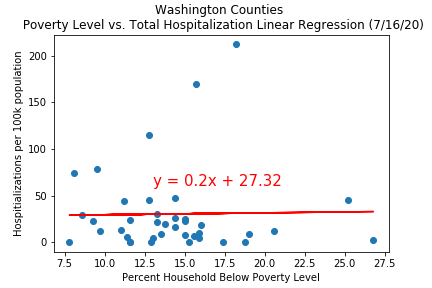 Washington Counties
Poverty Level vs. Total Hospitalization Linear Regression (7/16/20)
Hospitizalizations per 100k population
200
150
100
50
0
y = 0.2x + 27.32
7.5 10.0 12.5 15.0 17.5 20.0 22.5 25.0 27.5
Percent Household Below Poverty Level